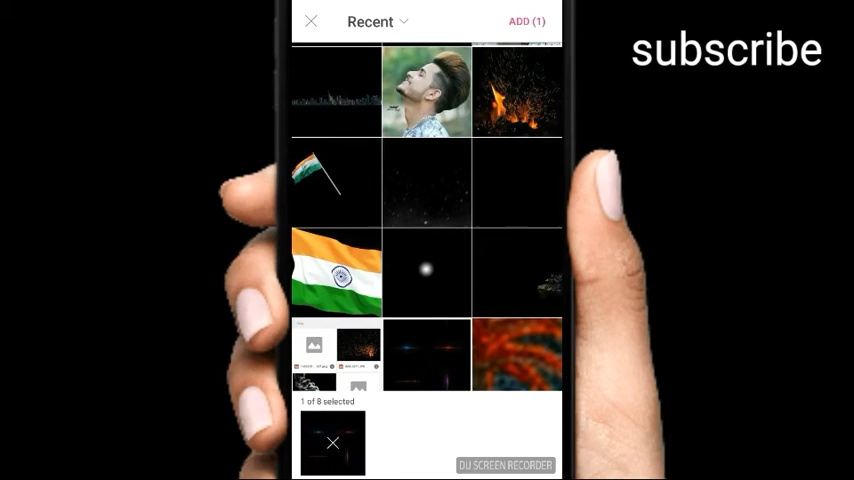 Recent
ADD (1)
subscribe
1 of 8 selected
DU SCREEN RECORDER